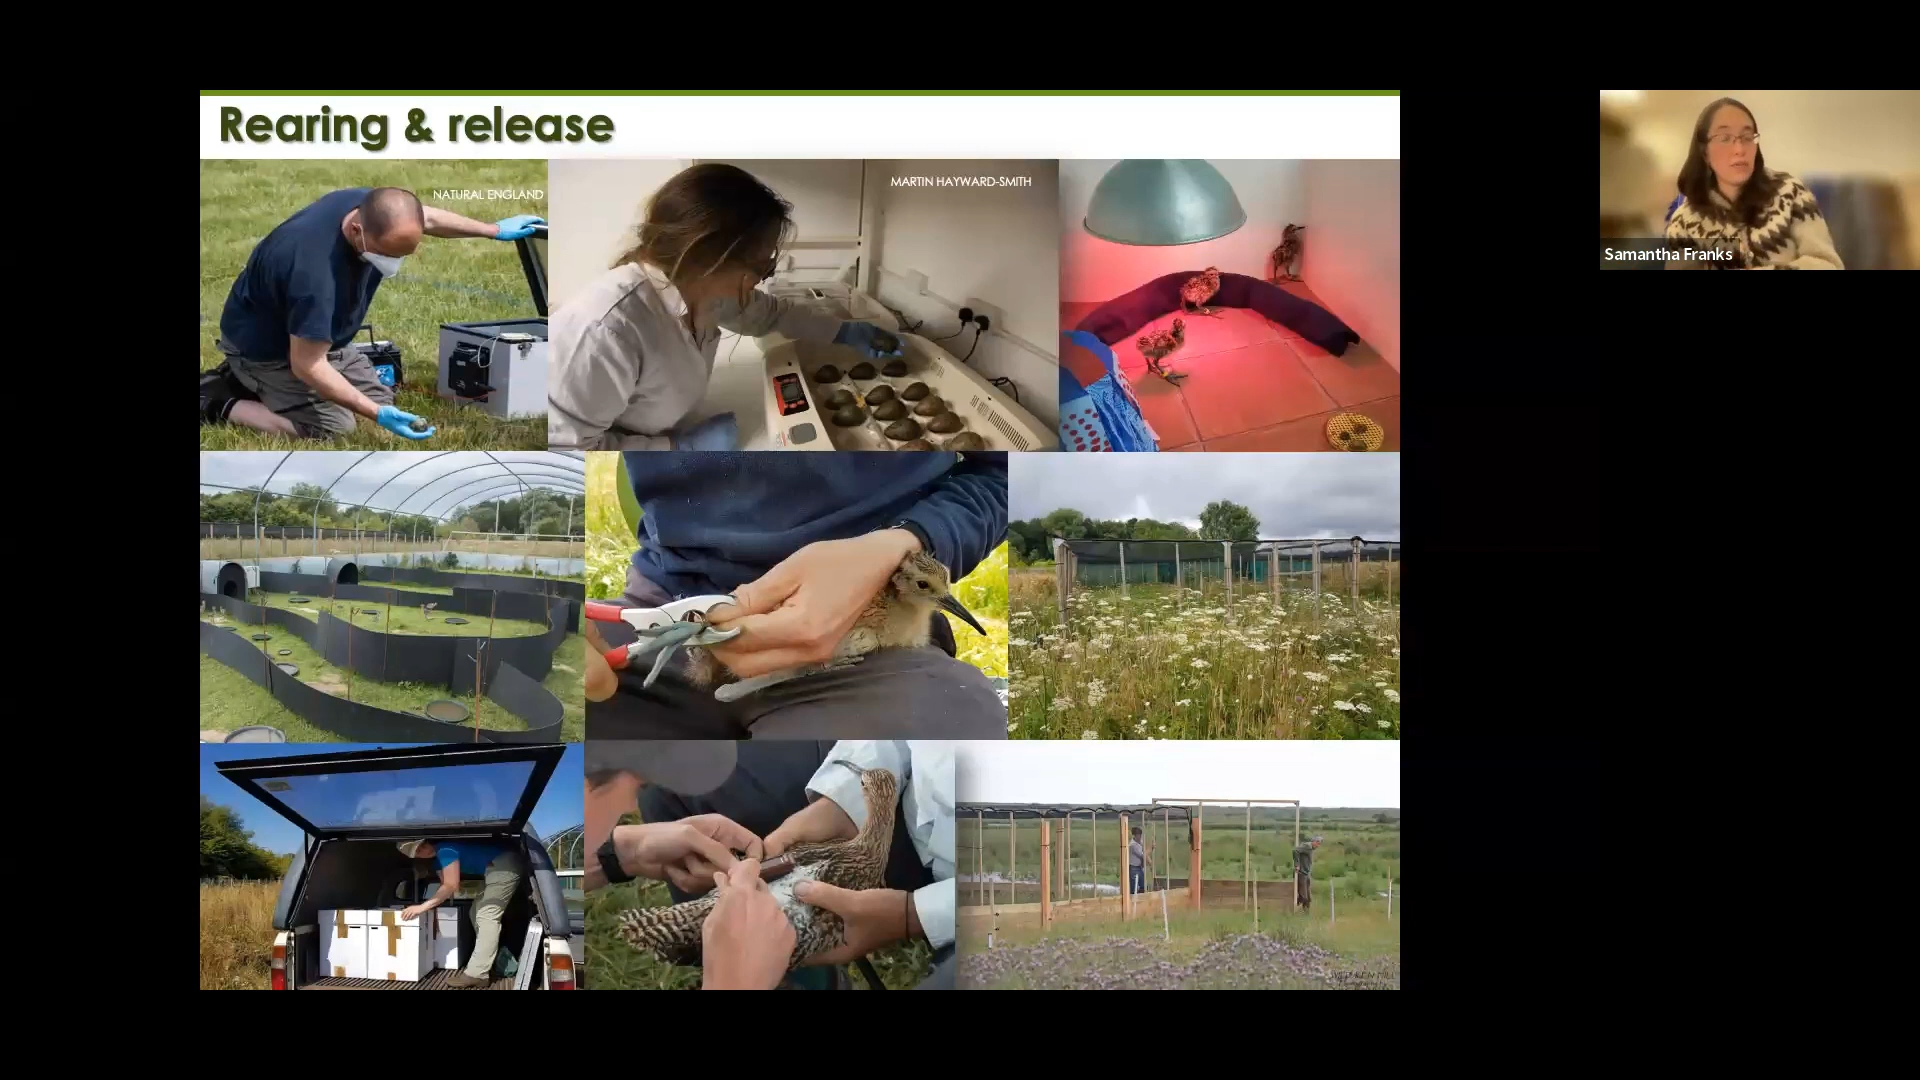 Rearing & release
NATURAL ENGLAND
MARTIN HAYWARD-SMITH
Samantha Franks